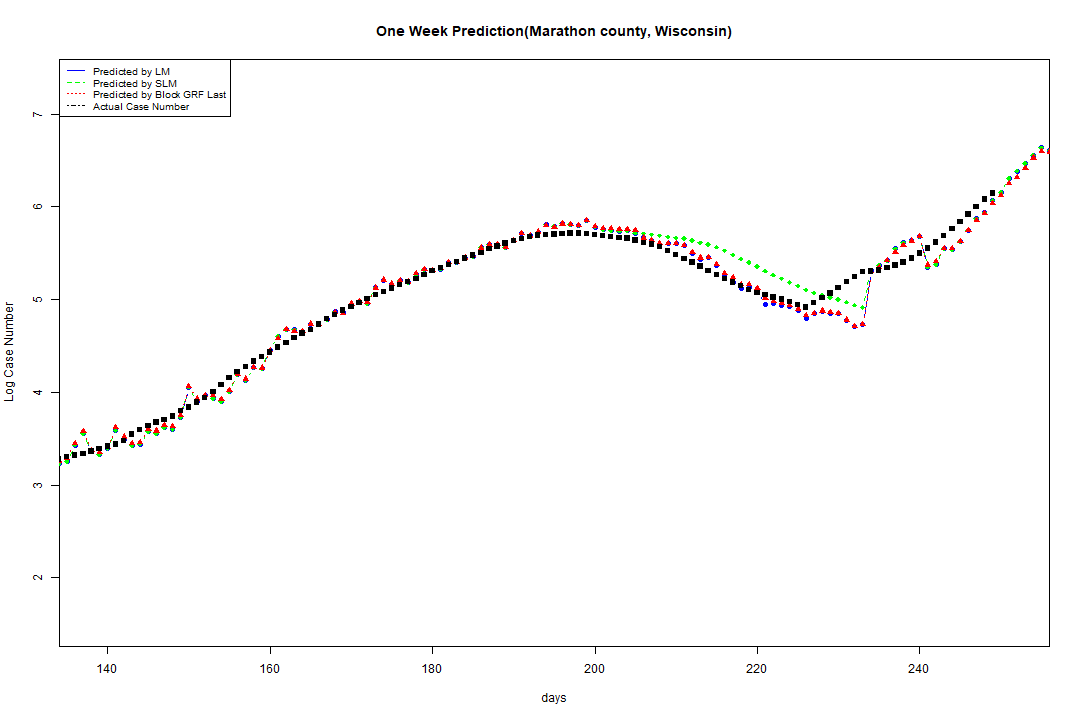 One Week Prediction(Marathon county, Wisconsin)
Predicted by LM
Predicted by SLM
Predicted by Block GRF Last
Actual Case Number
7
6
5
4
3
2
Log Case Number
140 160 180 200 220 240
days